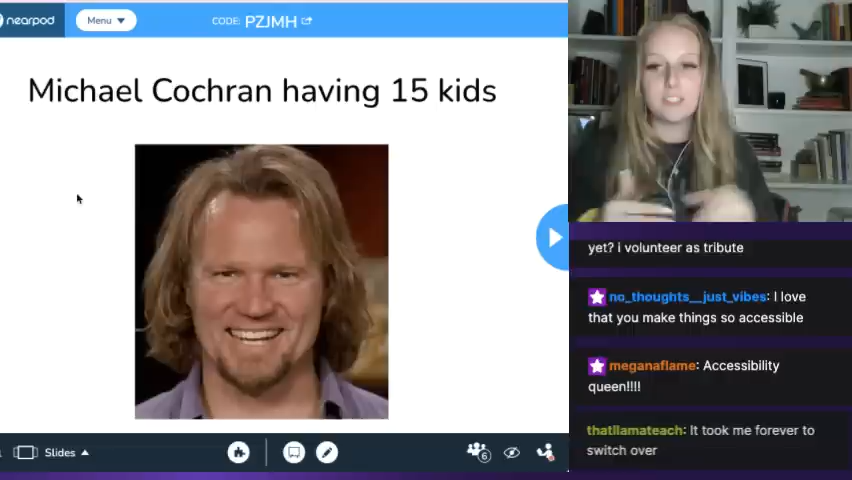 nearpod
Menu
CODE: PZJMH
Michael Cochran having 15 kids
yet? i volunteer as tribute
no_thoughts__just_vibes: I love
that you make things so accessible
meganaflame: Accessibility
queen!!!!
thatllamateach: It took me forever to
switch over
Slides
6